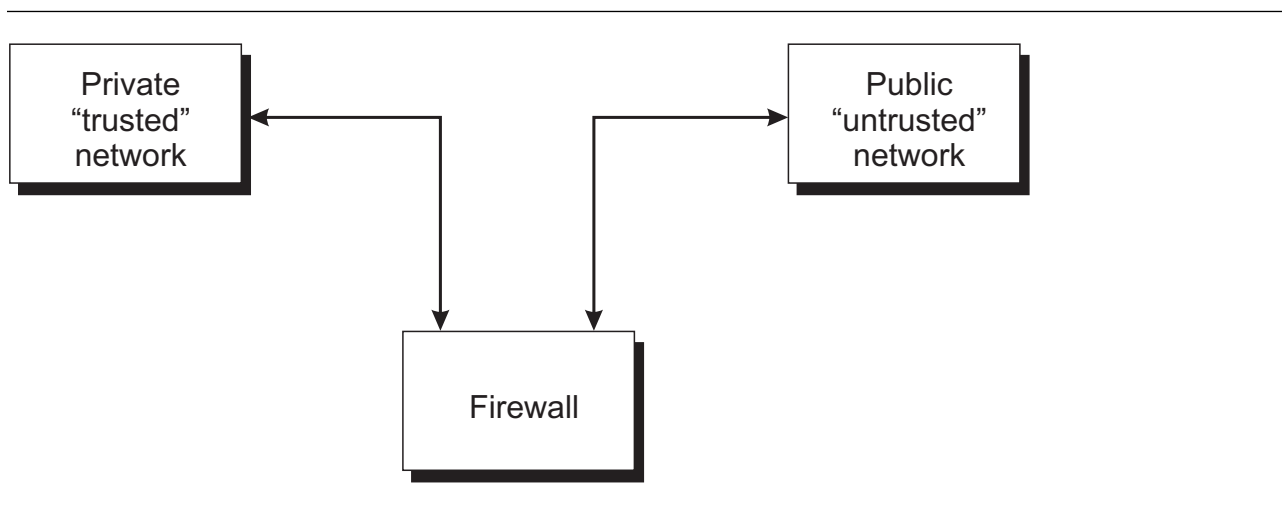 Private
“trusted”
network
Public
“untrusted”
network
Firewall